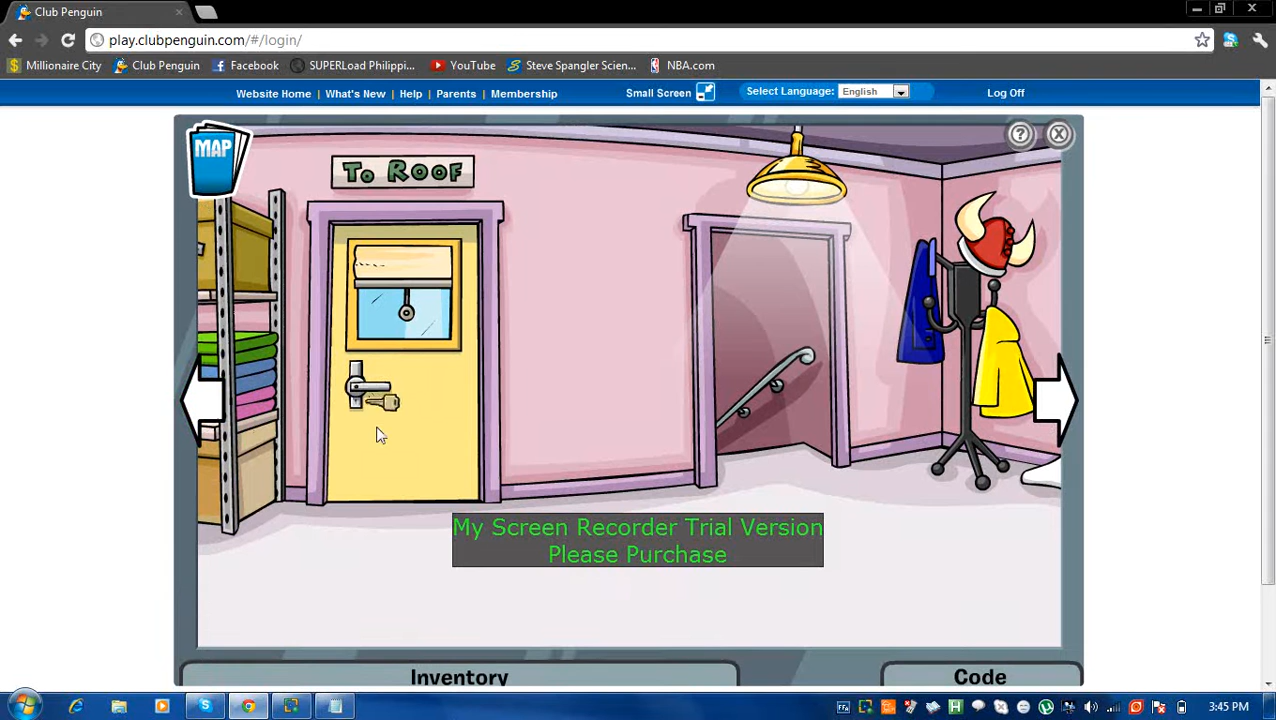 Club Penguin
play.clubpenguin.com/#/login/
Millionaire City Club Penguin Facebook SUPERLoad Philippi... YouTube Steve Spangler Scien... NBA.com
Website Home | What's New | Help | Parents | Membership Small Screen Select Language: English Log Off
MAP
?
To Roof
My Screen Recorder Trial Version
Please Purchase
Inventory Code
3:45 PM